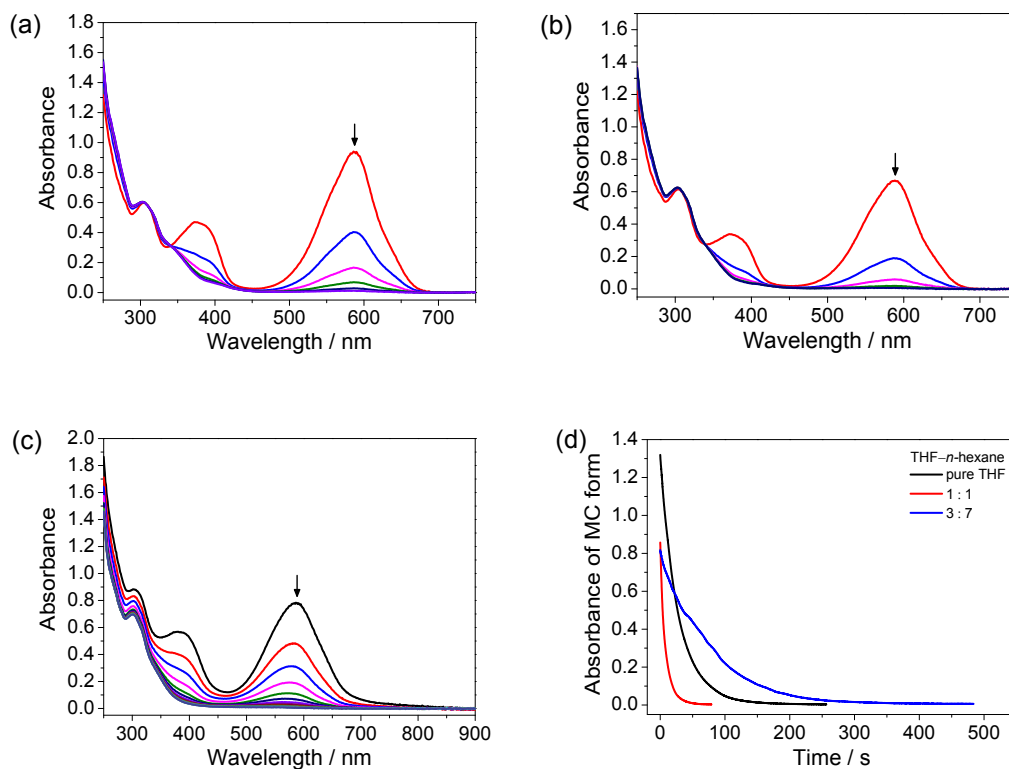 (a)
1.8
1.6
1.4
1.2
1.0
0.8
0.6
0.4
0.2
0.0
Absorbance
300 400 500 600 700
Wavelength / nm
(b)
1.6
1.4
1.2
1.0
0.8
0.6
0.4
0.2
0.0
Absorbance
300 400 500 600 700
Wavelength / nm
(c)
2.0
1.8
1.6
1.4
1.2
1.0
0.8
0.6
0.4
0.2
0.0
Absorbance
300 400 500 600 700 800 900
Wavelength / nm
(d)
1.4
1.2
1.0
0.8
0.6
0.4
0.2
0.0
Absorbance of MC form
THF–n-hexane
pure THF
1 : 1
3 : 7
0 100 200 300 400 500
Time / s